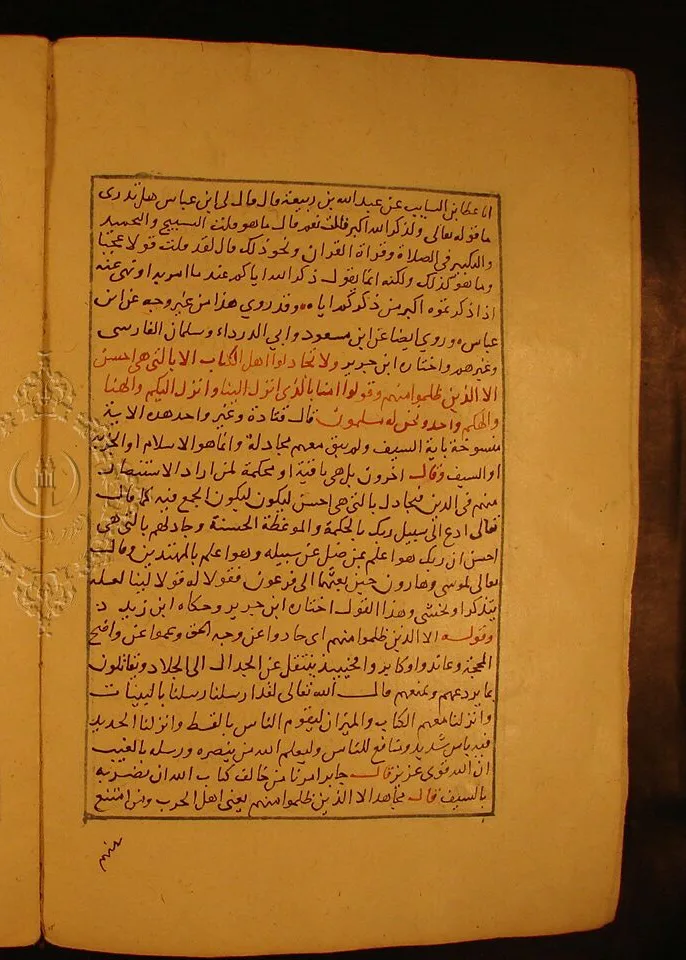 انا عطا بن السايب عن عبد الله بن ربيعة قال قال لي ابن عباس هل تدري
ما قوله تعالى ولذكر الله اكبر قلت نعم قال ما هو قلت التسبيح والتحميد
والتكبير في الصلاة وقراة القران ونحو ذلك قال لقد قلت قولا عجبا
وما هو كذلك ولكنه انما يقول ذكر الله اياكم عند ما امر به او نهى عنه
اذا ذكرتموه اكبر من ذكركم اياه وقد روي هذا من غير وجه عن ابن
عباس وروي ايضا عن ابن مسعود وابي الدرداء وسلمان الفارسي
وغيرهم واختاره ابن جرير ولا تجادلوا اهل الكتاب الا بالتي هي احسن
الا الذين ظلموا منهم وقولوا امنا بالذي انزل الينا وانزل اليكم والهنا
والهكم واحد ونحن له مسلمون قال قتادة وغير واحد هذه الاية
منسوخة باية السيف ولم يبق معهم مجادلة وانما هو الاسلام او الجزية
او السيف وقال اخرون بل هي باقية او محكمة لمن اراد الاستبصار
منهم في الدين فيجادل بالتي هي احسن ليكون ليكون انجع فيه كما قال
تعالى ادع الى سبيل ربك بالحكمة والموعظة الحسنة وجادلهم بالتي هي
احسن ان ربك هو اعلم بمن ضل عن سبيله وهو اعلم بالمهتدين وقال
تعالى لموسى وهارون حين بعثهما الى فرعون فقولا له قولا لينا لعله
يتذكر او يخشى وهذا القول اختاره ابن جرير وحكاه ابن زيد
وقوله الا الذين ظلموا منهم اي حادوا عن وجه الحق وعموا عن واضح
المحجة وعاندوا وكابروا فحينئذ ينتقل عن الجدال الى الجلاد ويقاتلون
بما يردعهم ويمنعهم قال الله تعالى لقد ارسلنا رسلنا بالبينات
وانزلنا معهم الكتاب والميزان ليقوم الناس بالقسط وانزلنا الحديد
فيه باس شديد ومنافع للناس وليعلم الله من ينصره ورسله بالغيب
ان الله قوي عزيز قال جابر امرنا من خالف كتاب الله ان نضربه
بالسيف قال مجاهد الا الذين ظلموا منهم يعني اهل الحرب ومن امتنع
منهم